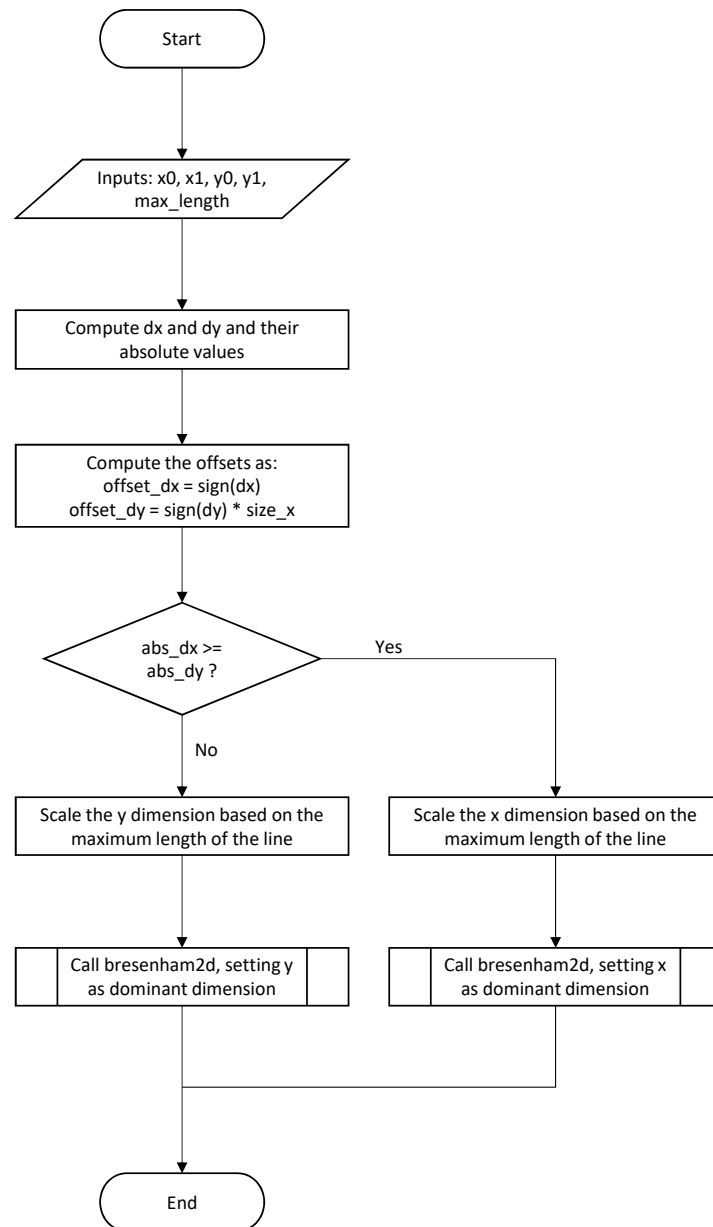 Start
Inputs: x0, x1, y0, y1,
max_length
Compute dx and dy and their
absolute values
Compute the offsets as:
offset_dx = sign(dx)
offset_dy = sign(dy) * size_x
abs_dx >=
abs_dy ?
Yes
No
Scale the y dimension based on the
maximum length of the line
Scale the x dimension based on the
maximum length of the line
Call bresenham2d, setting y
as dominant dimension
Call bresenham2d, setting x
as dominant dimension
End